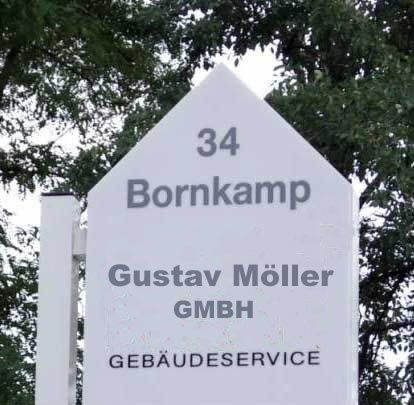 34
Bornkamp
Gustav Möller
GMBH
GEBÄUDESERVICE